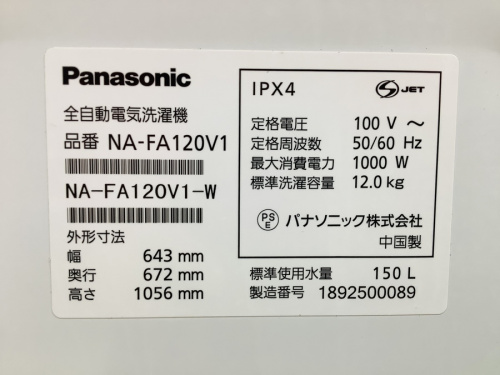 Panasonic
全自動電気洗濯機
品番 NA-FA120V1
NA-FA120V1-W
外形寸法
幅 643 mm
奥行 672 mm
高さ 1056 mm
IPX4
S JET
定格電圧 100 V ～
定格周波数 50/60 Hz
最大消費電力 1000 W
標準洗濯容量 12.0 kg
PS E パナソニック株式会社
中国製
標準使用水量 150 L
製造番号 1892500089